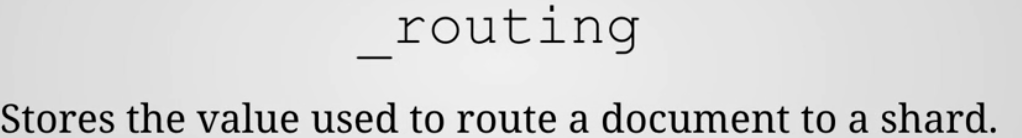 _routing
Stores the value used to route a document to a shard.